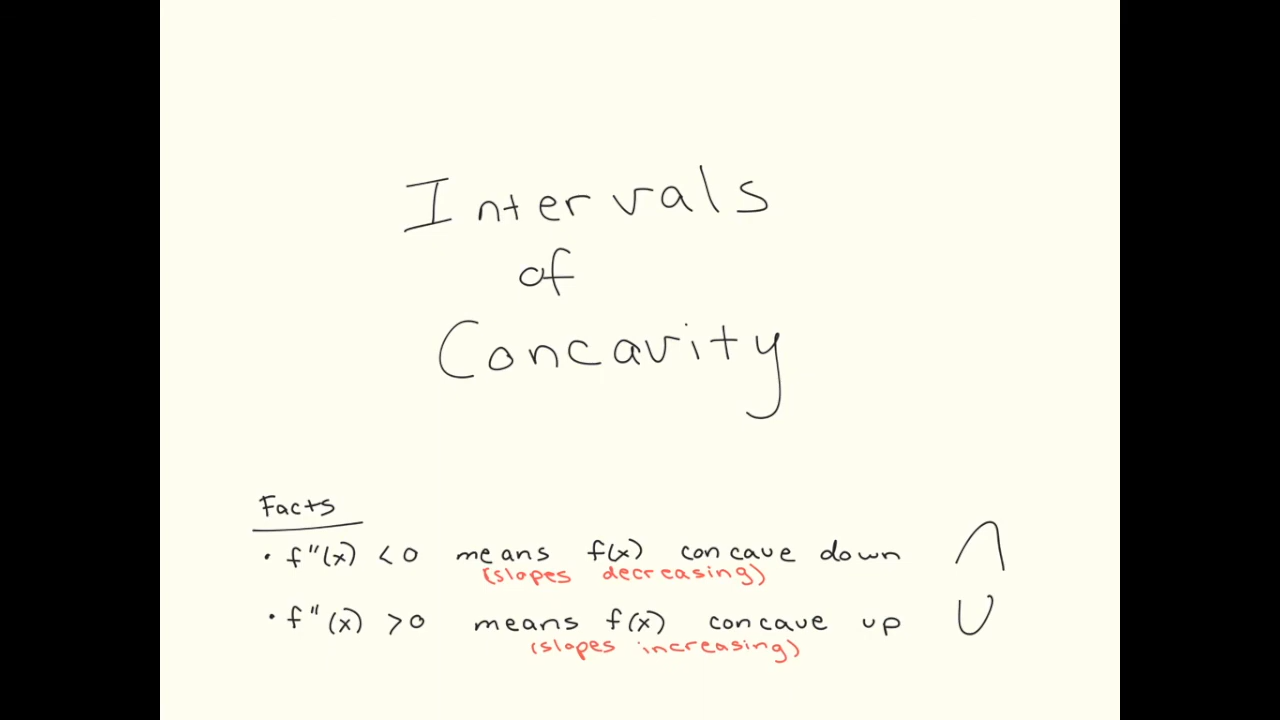 Intervals
of
Concavity
Facts
• f"(x) < 0 means f(x) concave down
(slopes decreasing)
• f"(x) > 0 means f(x) concave up
(slopes increasing)